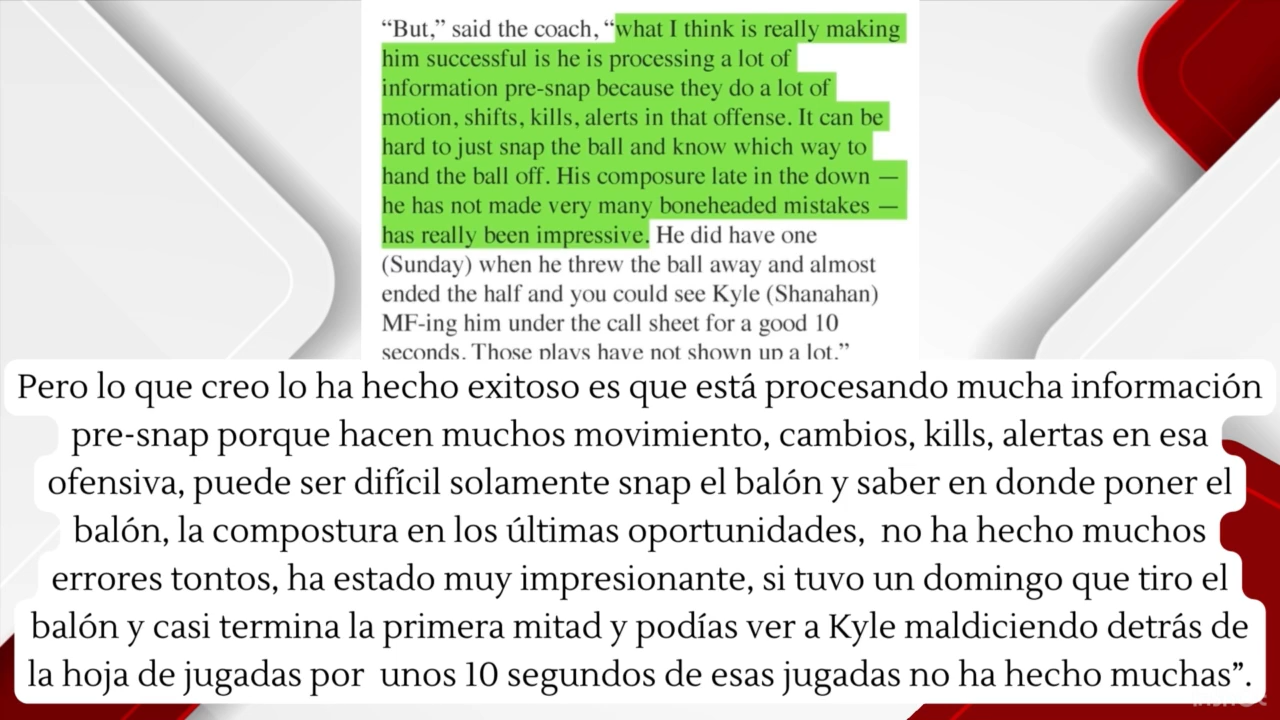 “But,” said the coach, “what I think is really making
him successful is he is processing a lot of
information pre-snap because they do a lot of
motion, shifts, kills, alerts in that offense. It can be
hard to just snap the ball and know which way to
hand the ball off. His composure late in the down —
he has not made very many boneheaded mistakes —
has really been impressive. He did have one
(Sunday) when he threw the ball away and almost
ended the half and you could see Kyle (Shanahan)
MF-ing him under the call sheet for a good 10
seconds. Those plays have not shown up a lot.”
Pero lo que creo lo ha hecho exitoso es que está procesando mucha información
pre-snap porque hacen muchos movimiento, cambios, kills, alertas en esa
ofensiva, puede ser difícil solamente snap el balón y saber en donde poner el
balón, la compostura en los últimas oportunidades,  no ha hecho muchos
errores tontos, ha estado muy impresionante, si tuvo un domingo que tiro el
balón y casi termina la primera mitad y podías ver a Kyle maldiciendo detrás de
la hoja de jugadas por  unos 10 segundos de esas jugadas no ha hecho muchas”.